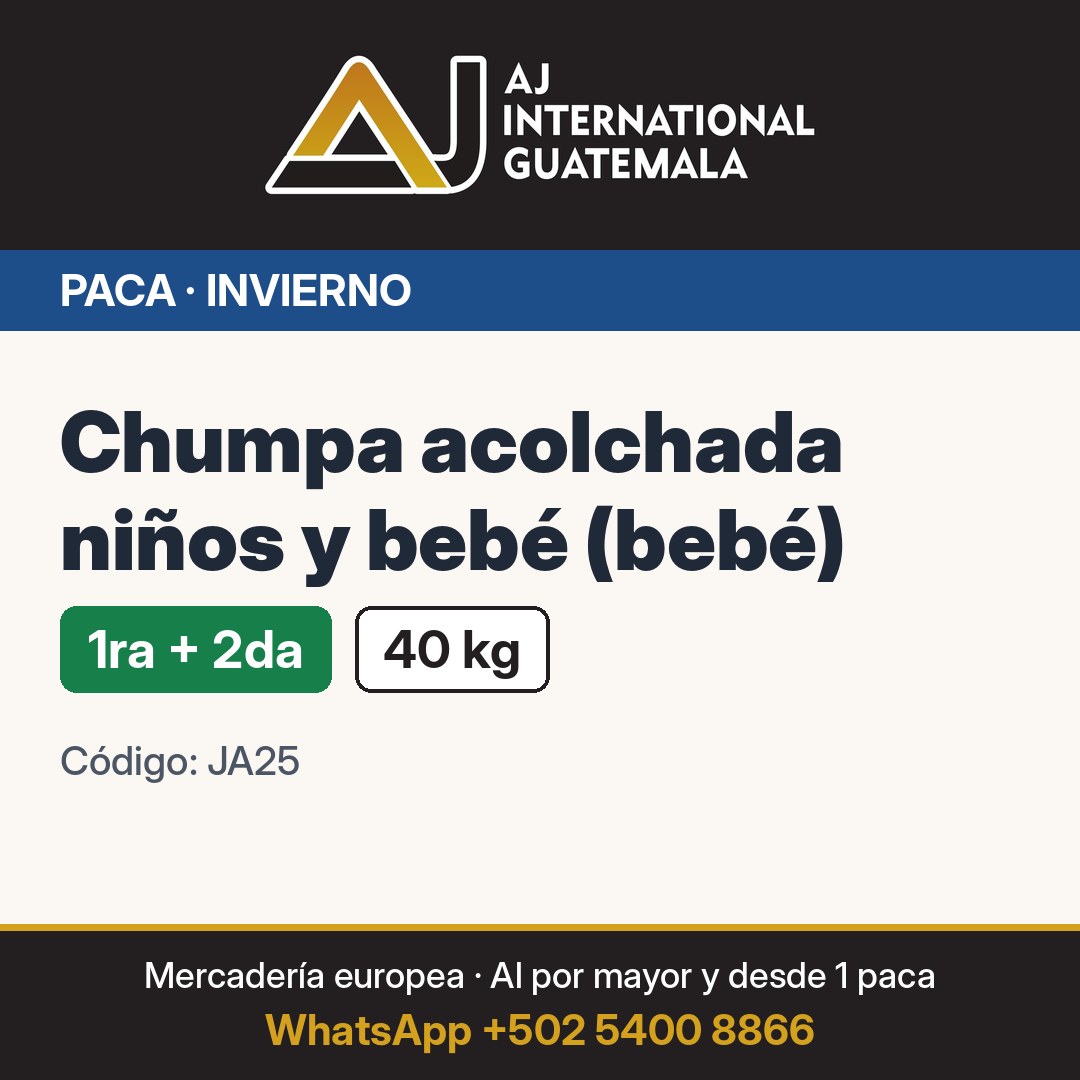 AJ
INTERNATIONAL
GUATEMALA
PACA · INVIERNO
Chumpa acolchada
niños y bebé (bebé)
1ra + 2da
40 kg
Código: JA25
Mercadería europea · Al por mayor y desde 1 paca
WhatsApp +502 5400 8866